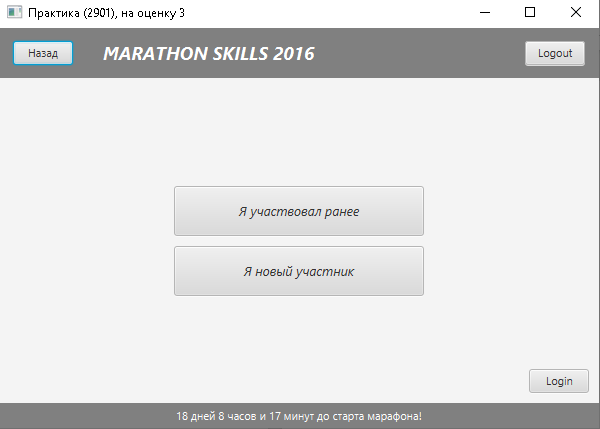 Практика (2901), на оценку 3
Назад
MARATHON SKILLS 2016
Logout
Я участвовал ранее
Я новый участник
Login
18 дней 8 часов и 17 минут до старта марафона!